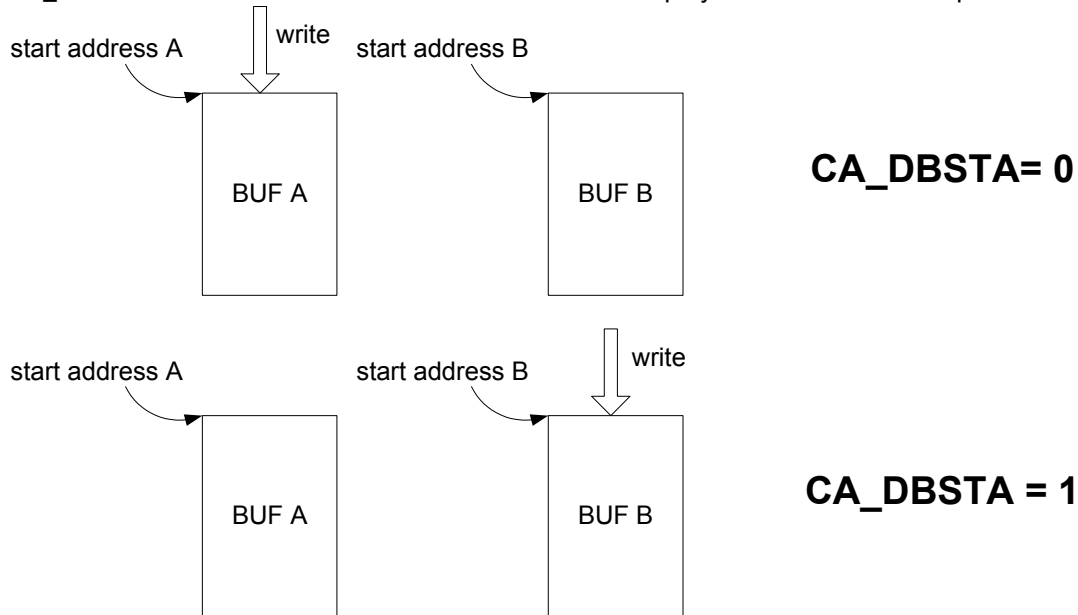 write
start address A
start address B
BUF A
BUF B
CA_DBSTA= 0
write
start address A
start address B
BUF A
BUF B
CA_DBSTA = 1